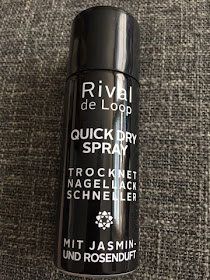 Rival
de Loop
QUICK DRY
SPRAY
TROCKNET
NAGELLACK
SCHNELLER
MIT JASMIN-
UND ROSENDUFT